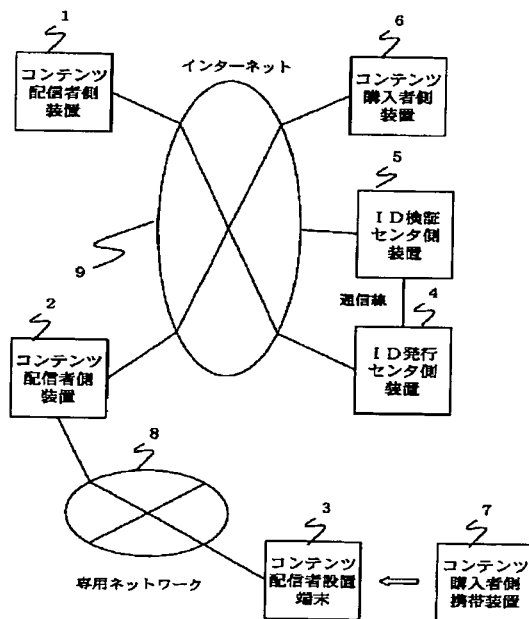 1
コンテンツ
配信者側
装置
インターネット
6
コンテンツ
購入者側
装置
5
ID検証
センタ側
装置
9
通信線
4
ID発行
センタ側
装置
2
コンテンツ
配信者側
装置
8
専用ネットワーク
3
コンテンツ
配信者設置
端末
7
コンテンツ
購入者側
携帯装置